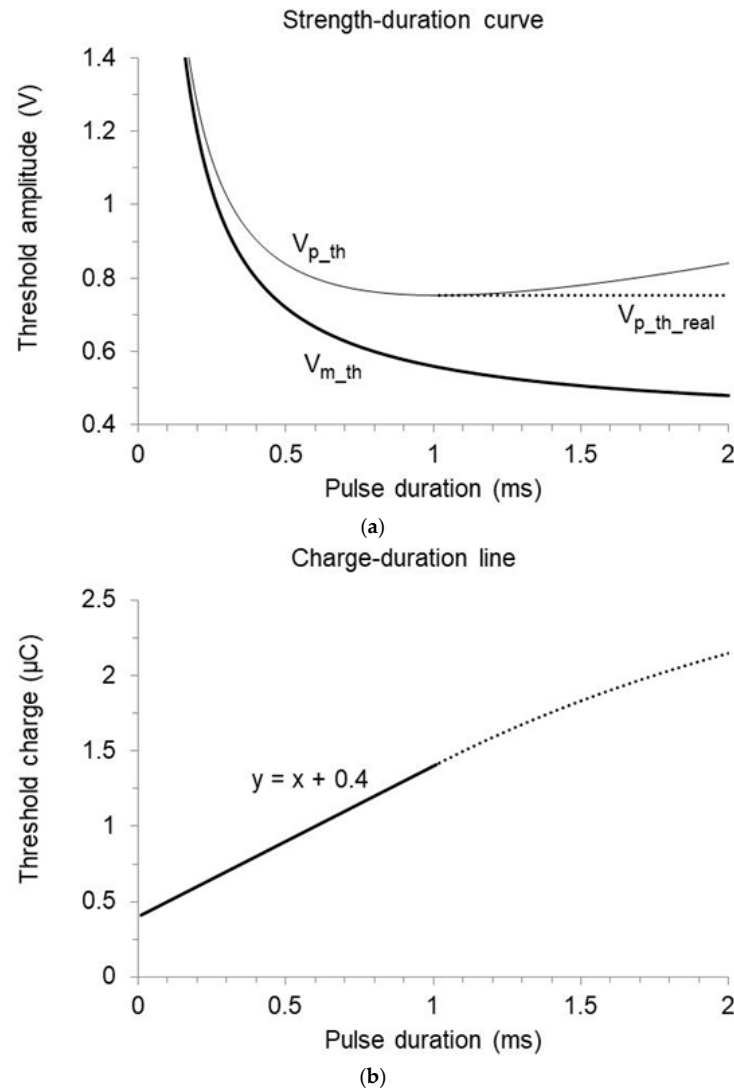 Strength-duration curve
Threshold amplitude (V)
1.4
1.2
1
0.8
0.6
0.4
V_p_th
V_p_th_real
V_m_th
0
0.5
1
1.5
2
Pulse duration (ms)
(a)
Charge-duration line
Threshold charge (µC)
2.5
2
1.5
1
0.5
0
y = x + 0.4
0
0.5
1
1.5
2
Pulse duration (ms)
(b)